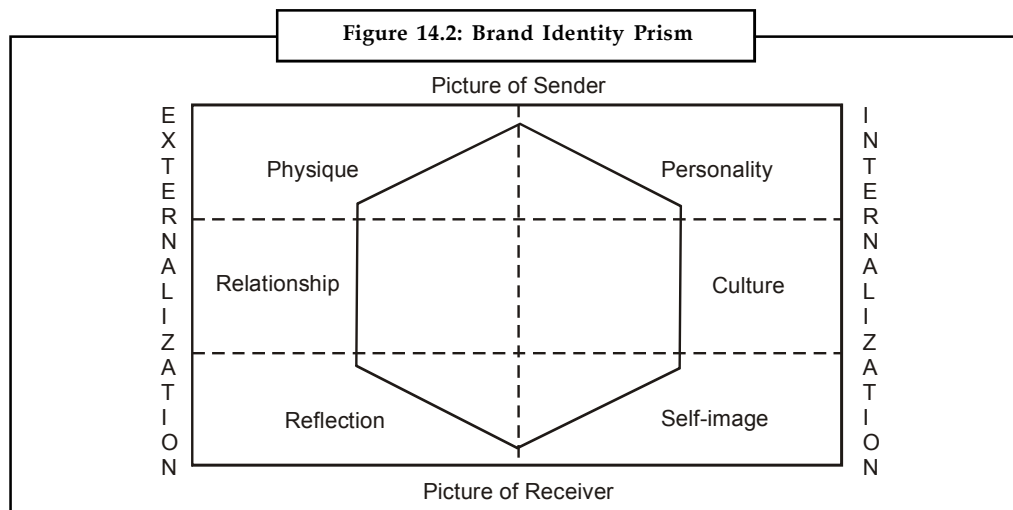 Figure 14.2: Brand Identity Prism
Picture of Sender
EXTERNALIZATION
INTERNALIZATION
Physique
Personality
Relationship
Culture
Reflection
Self-image
Picture of Receiver